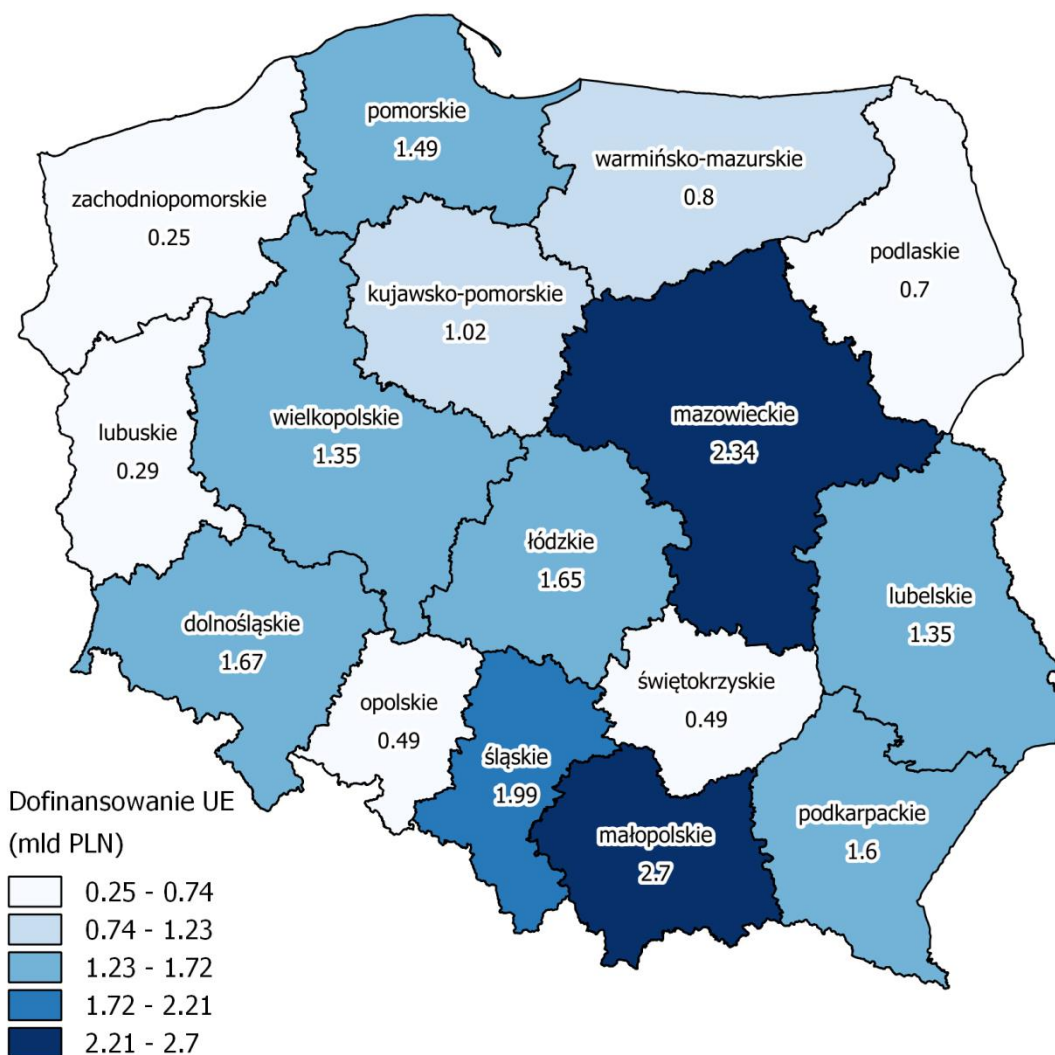 pomorskie
1.49
warmińsko-mazurskie
0.8
zachodniopomorskie
0.25
podlaskie
0.7
kujawsko-pomorskie
1.02
wielkopolskie
1.35
mazowieckie
2.34
lubuskie
0.29
łódzkie
1.65
lubelskie
1.35
dolnośląskie
1.67
świętokrzyskie
0.49
opolskie
0.49
śląskie
1.99
małopolskie
2.7
podkarpackie
1.6
Dofinansowanie UE
(mld PLN)
0.25 - 0.74
0.74 - 1.23
1.23 - 1.72
1.72 - 2.21
2.21 - 2.7